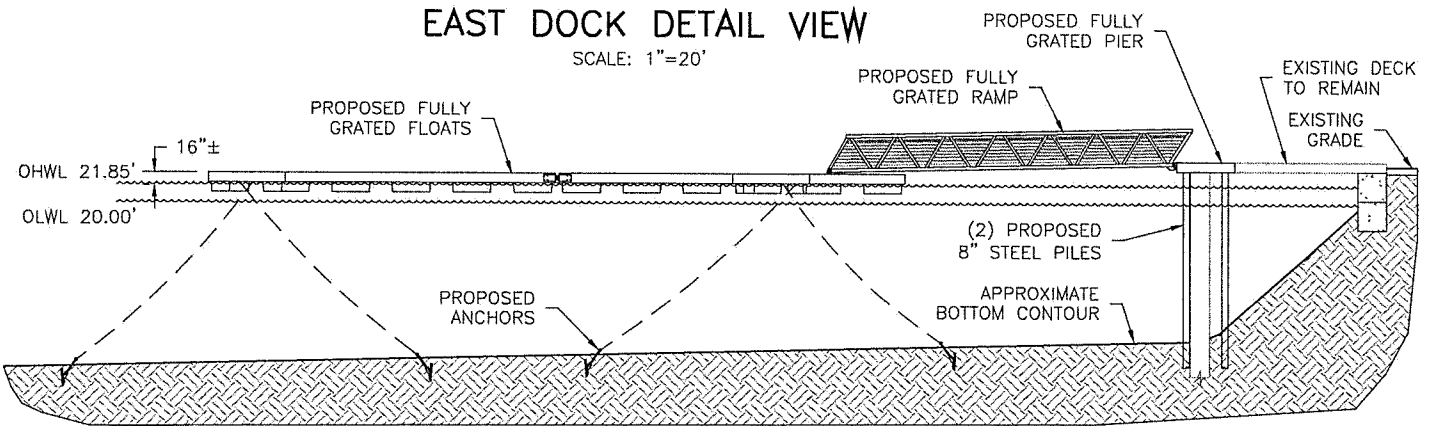 EAST DOCK DETAIL VIEW
SCALE: 1"=20'
PROPOSED FULLY
GRATED PIER
PROPOSED FULLY
GRATED RAMP
EXISTING DECK
TO REMAIN
PROPOSED FULLY
GRATED FLOATS
EXISTING
GRADE
16"±
OHWL 21.85'
OLWL 20.00'
(2) PROPOSED
8" STEEL PILES
PROPOSED
ANCHORS
APPROXIMATE
BOTTOM CONTOUR